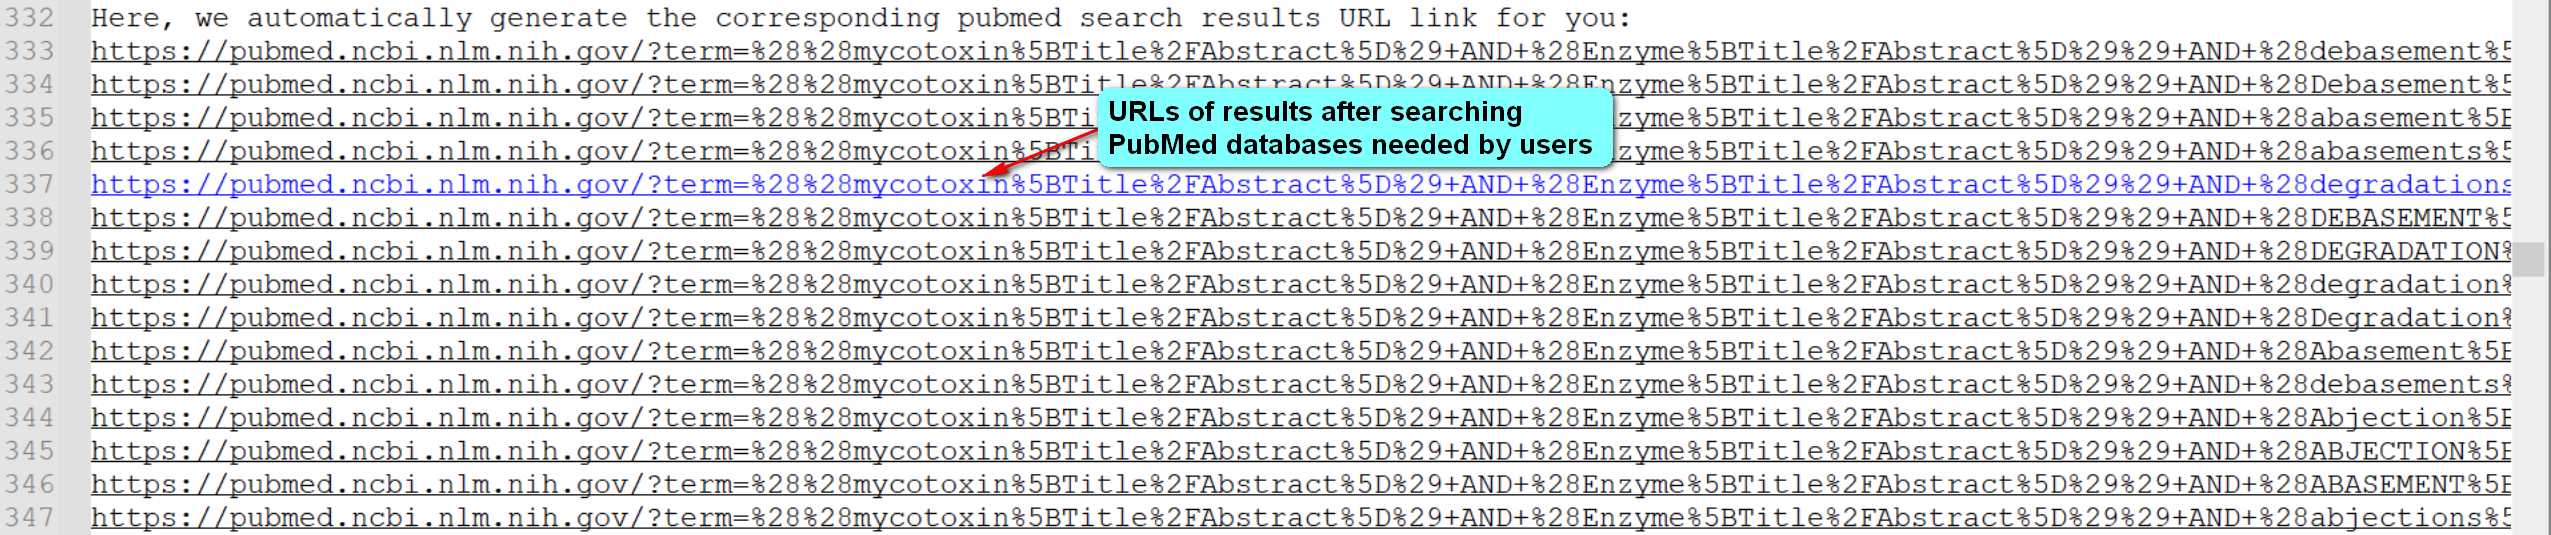 332 Here, we automatically generate the corresponding pubmed search results URL link for you:
333 https://pubmed.ncbi.nlm.nih.gov/?term=%28%28mycotoxin%5BTitle%2FAbstract%5D%29+AND+%28Enzyme%5BTitle%2FAbstract%5D%29%29+AND+%28debasement%5
334 https://pubmed.ncbi.nlm.nih.gov/?term=%28%28mycotoxin%5BTitle%2FAbstract%5D%29+AND+%28Enzyme%5BTitle%2FAbstract%5D%29%29+AND+%28Debasement%5
URLs of results after searching
PubMed databases needed by users
335 https://pubmed.ncbi.nlm.nih.gov/?term=%28%28mycotoxin%5BTi zyme%5BTitle%2FAbstract%5D%29%29+AND+%28abasement%5B
336 https://pubmed.ncbi.nlm.nih.gov/?term=%28%28mycotoxin%5BTi zyme%5BTitle%2FAbstract%5D%29%29+AND+%28abasements%5
337 https://pubmed.ncbi.nlm.nih.gov/?term=%28%28mycotoxin%5BTitle%2FAbstract%5D%29+AND+%28Enzyme%5BTitle%2FAbstract%5D%29%29+AND+%28degradations
338 https://pubmed.ncbi.nlm.nih.gov/?term=%28%28mycotoxin%5BTitle%2FAbstract%5D%29+AND+%28Enzyme%5BTitle%2FAbstract%5D%29%29+AND+%28DEBASEMENT%5
339 https://pubmed.ncbi.nlm.nih.gov/?term=%28%28mycotoxin%5BTitle%2FAbstract%5D%29+AND+%28Enzyme%5BTitle%2FAbstract%5D%29%29+AND+%28DEGRADATION%
340 https://pubmed.ncbi.nlm.nih.gov/?term=%28%28mycotoxin%5BTitle%2FAbstract%5D%29+AND+%28Enzyme%5BTitle%2FAbstract%5D%29%29+AND+%28degradation%
341 https://pubmed.ncbi.nlm.nih.gov/?term=%28%28mycotoxin%5BTitle%2FAbstract%5D%29+AND+%28Enzyme%5BTitle%2FAbstract%5D%29%29+AND+%28Degradation%
342 https://pubmed.ncbi.nlm.nih.gov/?term=%28%28mycotoxin%5BTitle%2FAbstract%5D%29+AND+%28Enzyme%5BTitle%2FAbstract%5D%29%29+AND+%28Abasement%5B
343 https://pubmed.ncbi.nlm.nih.gov/?term=%28%28mycotoxin%5BTitle%2FAbstract%5D%29+AND+%28Enzyme%5BTitle%2FAbstract%5D%29%29+AND+%28debasements%
344 https://pubmed.ncbi.nlm.nih.gov/?term=%28%28mycotoxin%5BTitle%2FAbstract%5D%29+AND+%28Enzyme%5BTitle%2FAbstract%5D%29%29+AND+%28Abjection%5B
345 https://pubmed.ncbi.nlm.nih.gov/?term=%28%28mycotoxin%5BTitle%2FAbstract%5D%29+AND+%28Enzyme%5BTitle%2FAbstract%5D%29%29+AND+%28ABJECTION%5B
346 https://pubmed.ncbi.nlm.nih.gov/?term=%28%28mycotoxin%5BTitle%2FAbstract%5D%29+AND+%28Enzyme%5BTitle%2FAbstract%5D%29%29+AND+%28ABASEMENT%5B
347 https://pubmed.ncbi.nlm.nih.gov/?term=%28%28mycotoxin%5BTitle%2FAbstract%5D%29+AND+%28Enzyme%5BTitle%2FAbstract%5D%29%29+AND+%28abjections%5